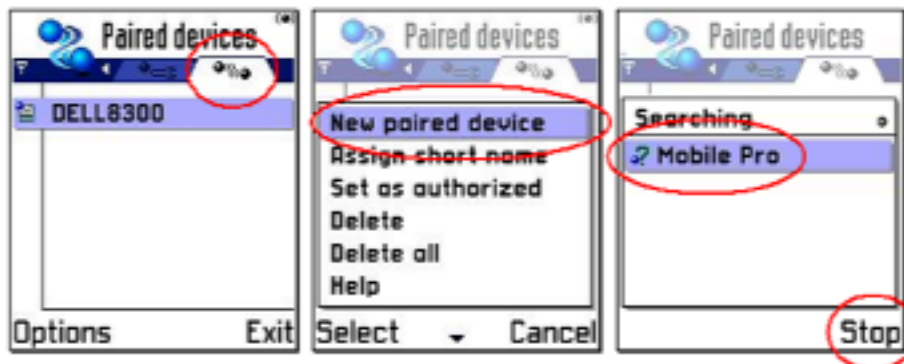 Paired devices
DELL8300
Options Exit
Paired devices
New paired device
Assign short name
Set as authorized
Delete
Delete all
Help
Select Cancel
Paired devices
Searching
Mobile Pro
Stop